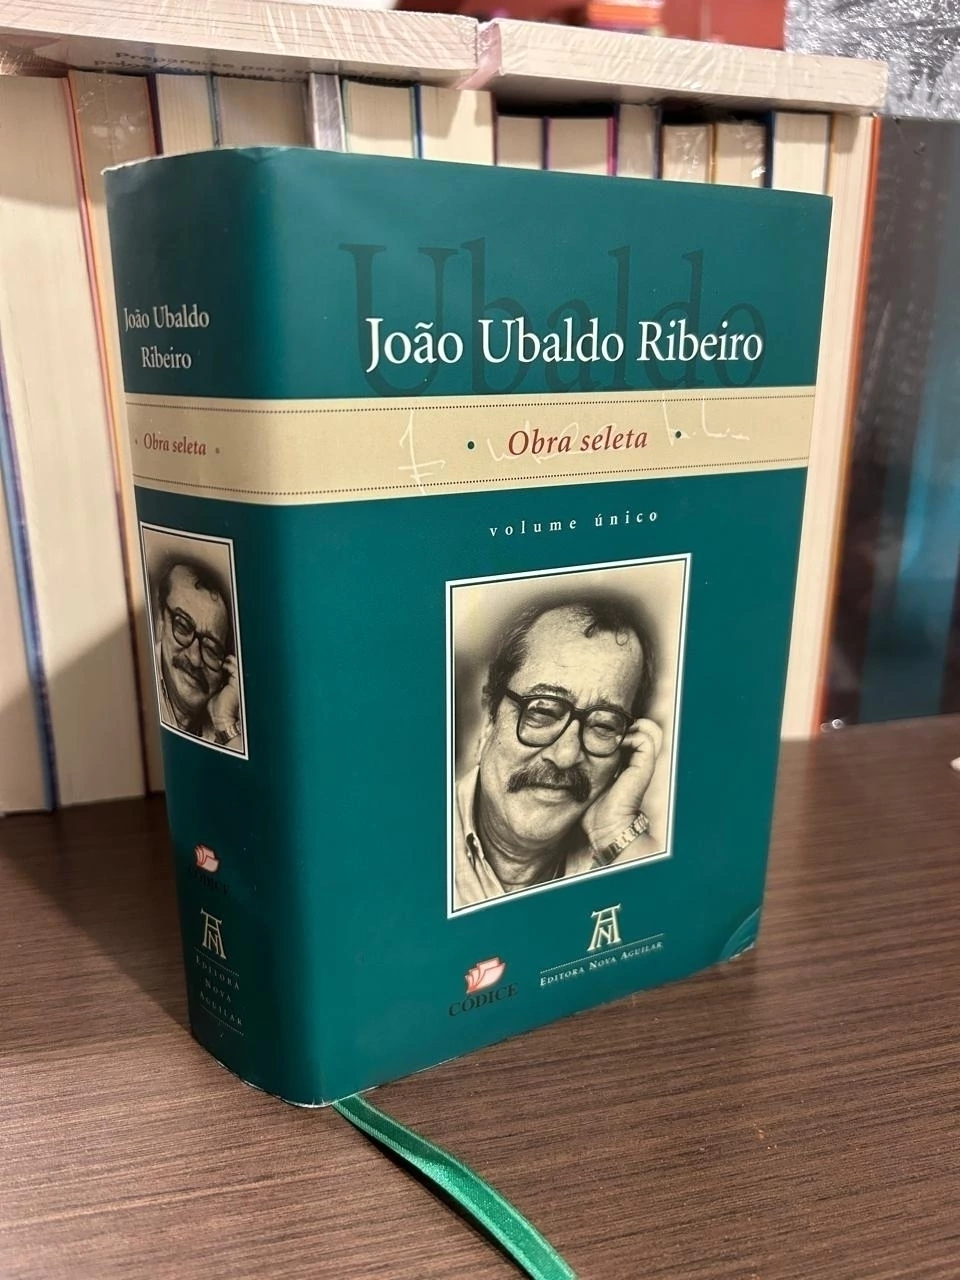 João Ubaldo
Ribeiro
Obra seleta
CÓDICE
EDITORA
NOVA
AGUILAR
Ubaldo
João Ubaldo Ribeiro
• Obra seleta •
volume único
CÓDICE
EDITORA NOVA AGUILAR